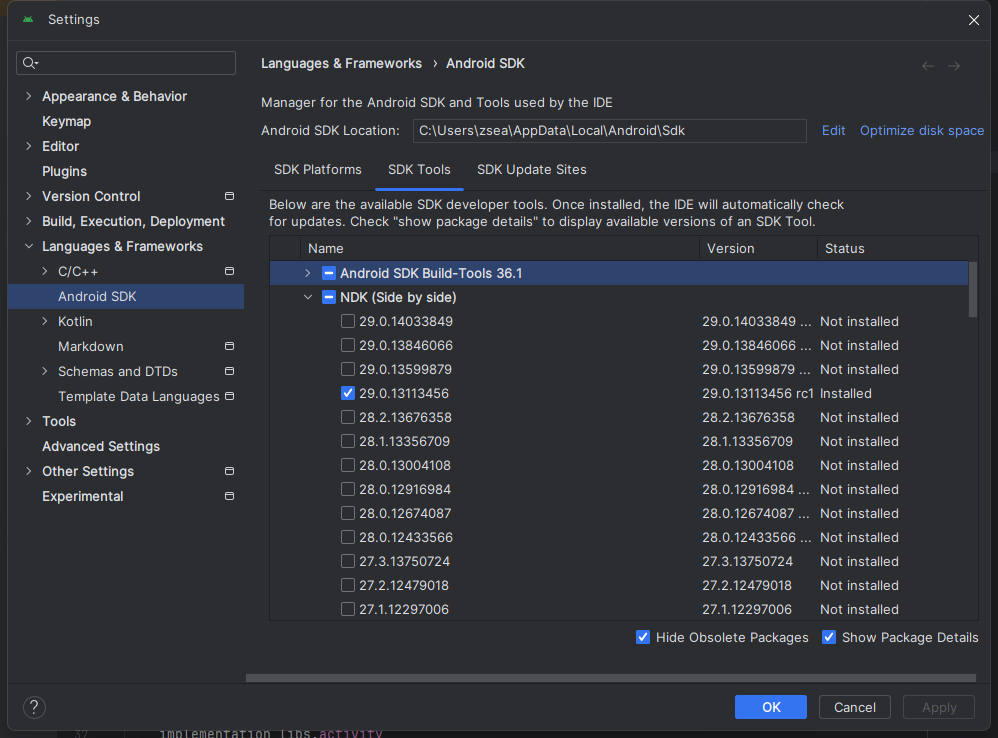 Settings
Languages & Frameworks › Android SDK
Appearance & Behavior
Keymap
Editor
Plugins
Version Control
Build, Execution, Deployment
Languages & Frameworks
C/C++
Android SDK
Kotlin
Markdown
Schemas and DTDs
Template Data Languages
Tools
Advanced Settings
Other Settings
Experimental
Manager for the Android SDK and Tools used by the IDE
Android SDK Location: C:\Users\zsea\AppData\Local\Android\Sdk Edit Optimize disk space
SDK Platforms SDK Tools SDK Update Sites
Below are the available SDK developer tools. Once installed, the IDE will automatically check
for updates. Check "show package details" to display available versions of an SDK Tool.
Name Version Status
Android SDK Build-Tools 36.1
NDK (Side by side)
29.0.14033849 29.0.14033849 ... Not installed
29.0.13846066 29.0.13846066 ... Not installed
29.0.13599879 29.0.13599879 ... Not installed
29.0.13113456 29.0.13113456 rc1 Installed
28.2.13676358 28.2.13676358 Not installed
28.1.13356709 28.1.13356709 Not installed
28.0.13004108 28.0.13004108 Not installed
28.0.12916984 28.0.12916984 ... Not installed
28.0.12674087 28.0.12674087 ... Not installed
28.0.12433566 28.0.12433566 ... Not installed
27.3.13750724 27.3.13750724 Not installed
27.2.12479018 27.2.12479018 Not installed
27.1.12297006 27.1.12297006 Not installed
Hide Obsolete Packages Show Package Details
? OK Cancel Apply
32 implementation libs.activity